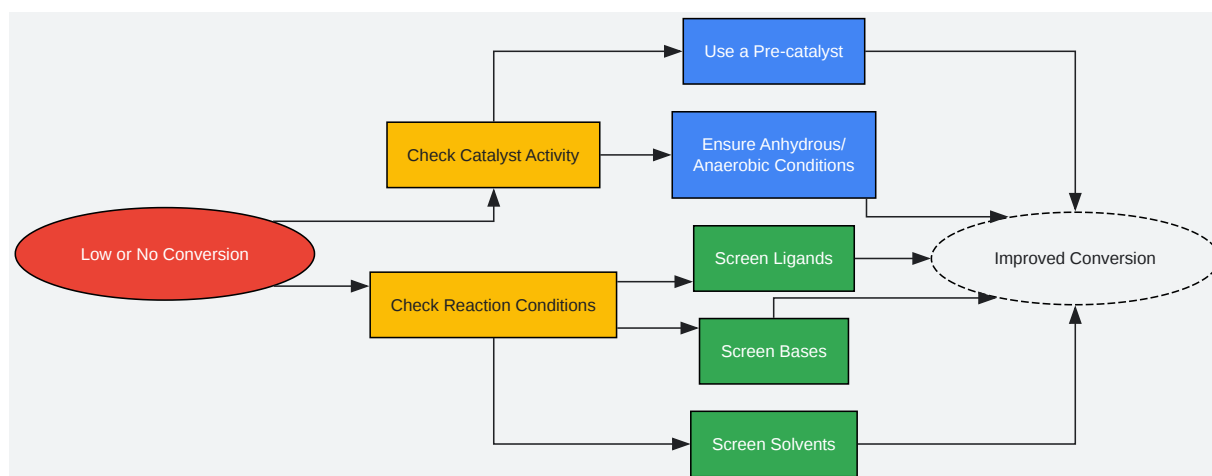 Use a Pre-catalyst
Check Catalyst Activity
Ensure Anhydrous/
Anaerobic Conditions
Low or No Conversion
Screen Ligands
Improved Conversion
Check Reaction Conditions
Screen Bases
Screen Solvents